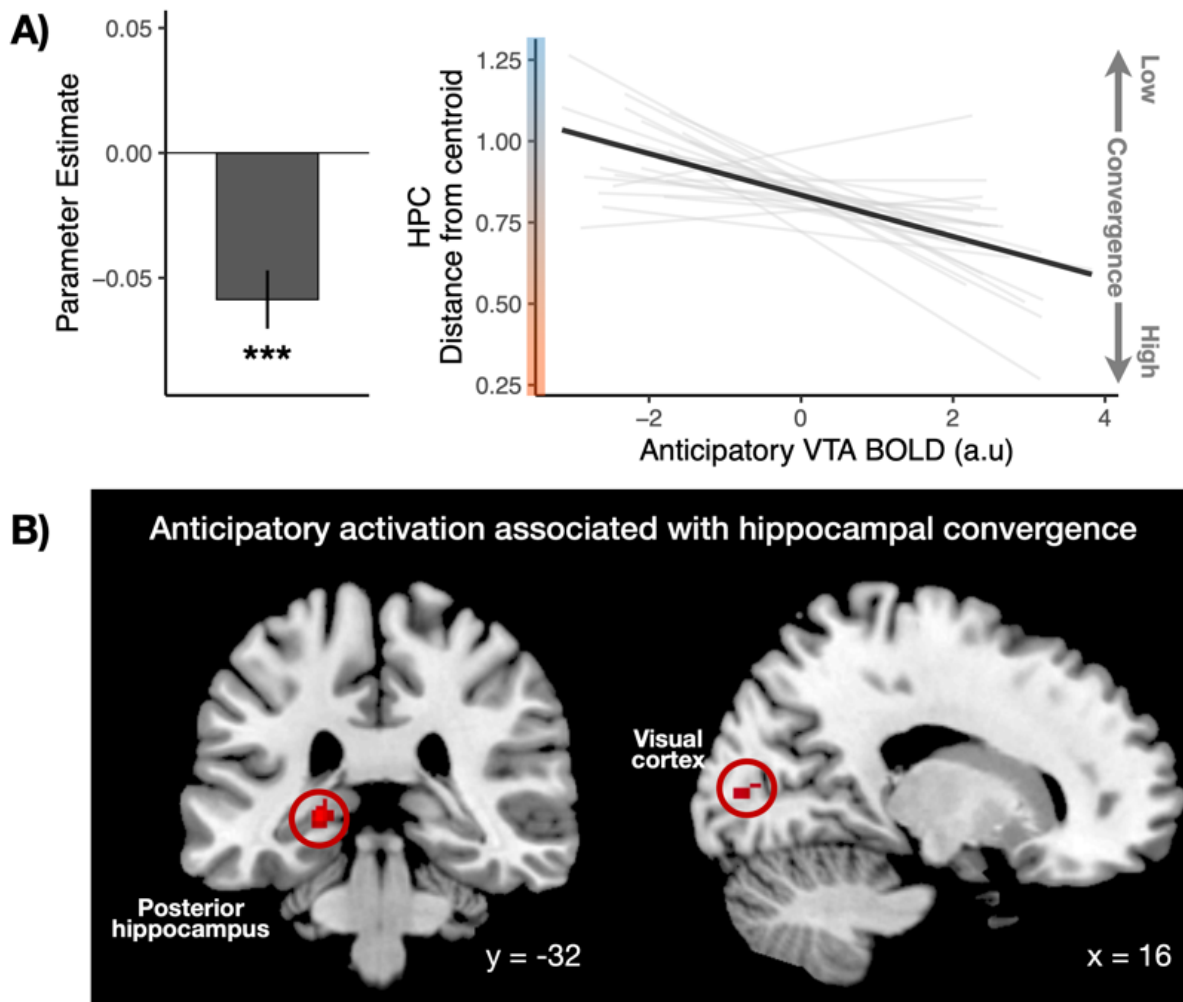 A)
0.05
0.00
−0.05
Parameter Estimate
***
HPC
Distance from centroid
1.25
1.00
0.75
0.50
0.25
−2
0
2
4
Anticipatory VTA BOLD (a.u)
Low
Convergence
High
B)
Anticipatory activation associated with hippocampal convergence
Posterior
hippocampus
y = -32
Visual
cortex
x = 16